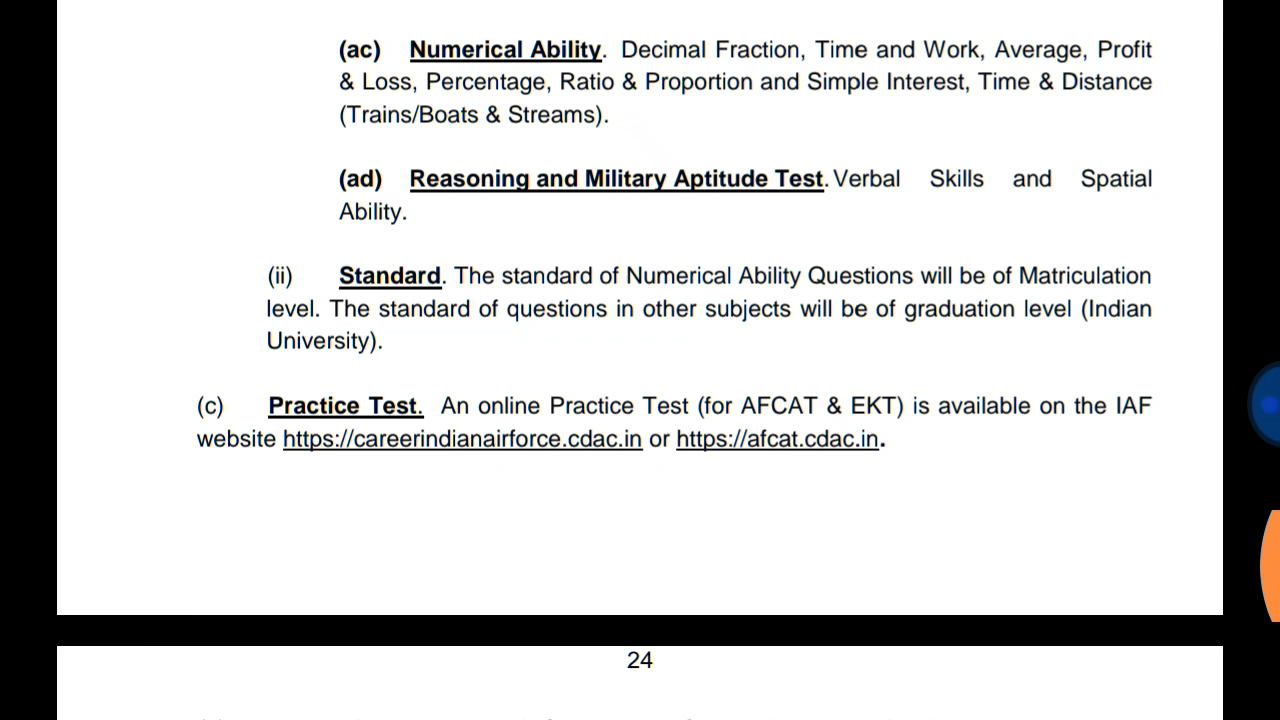 (ac) Numerical Ability. Decimal Fraction, Time and Work, Average, Profit
& Loss, Percentage, Ratio & Proportion and Simple Interest, Time & Distance
(Trains/Boats & Streams).
(ad) Reasoning and Military Aptitude Test. Verbal Skills and Spatial
Ability.
(ii) Standard. The standard of Numerical Ability Questions will be of Matriculation
level. The standard of questions in other subjects will be of graduation level (Indian
University).
(c) Practice Test. An online Practice Test (for AFCAT & EKT) is available on the IAF
website https://careerindianairforce.cdac.in or https://afcat.cdac.in.
24